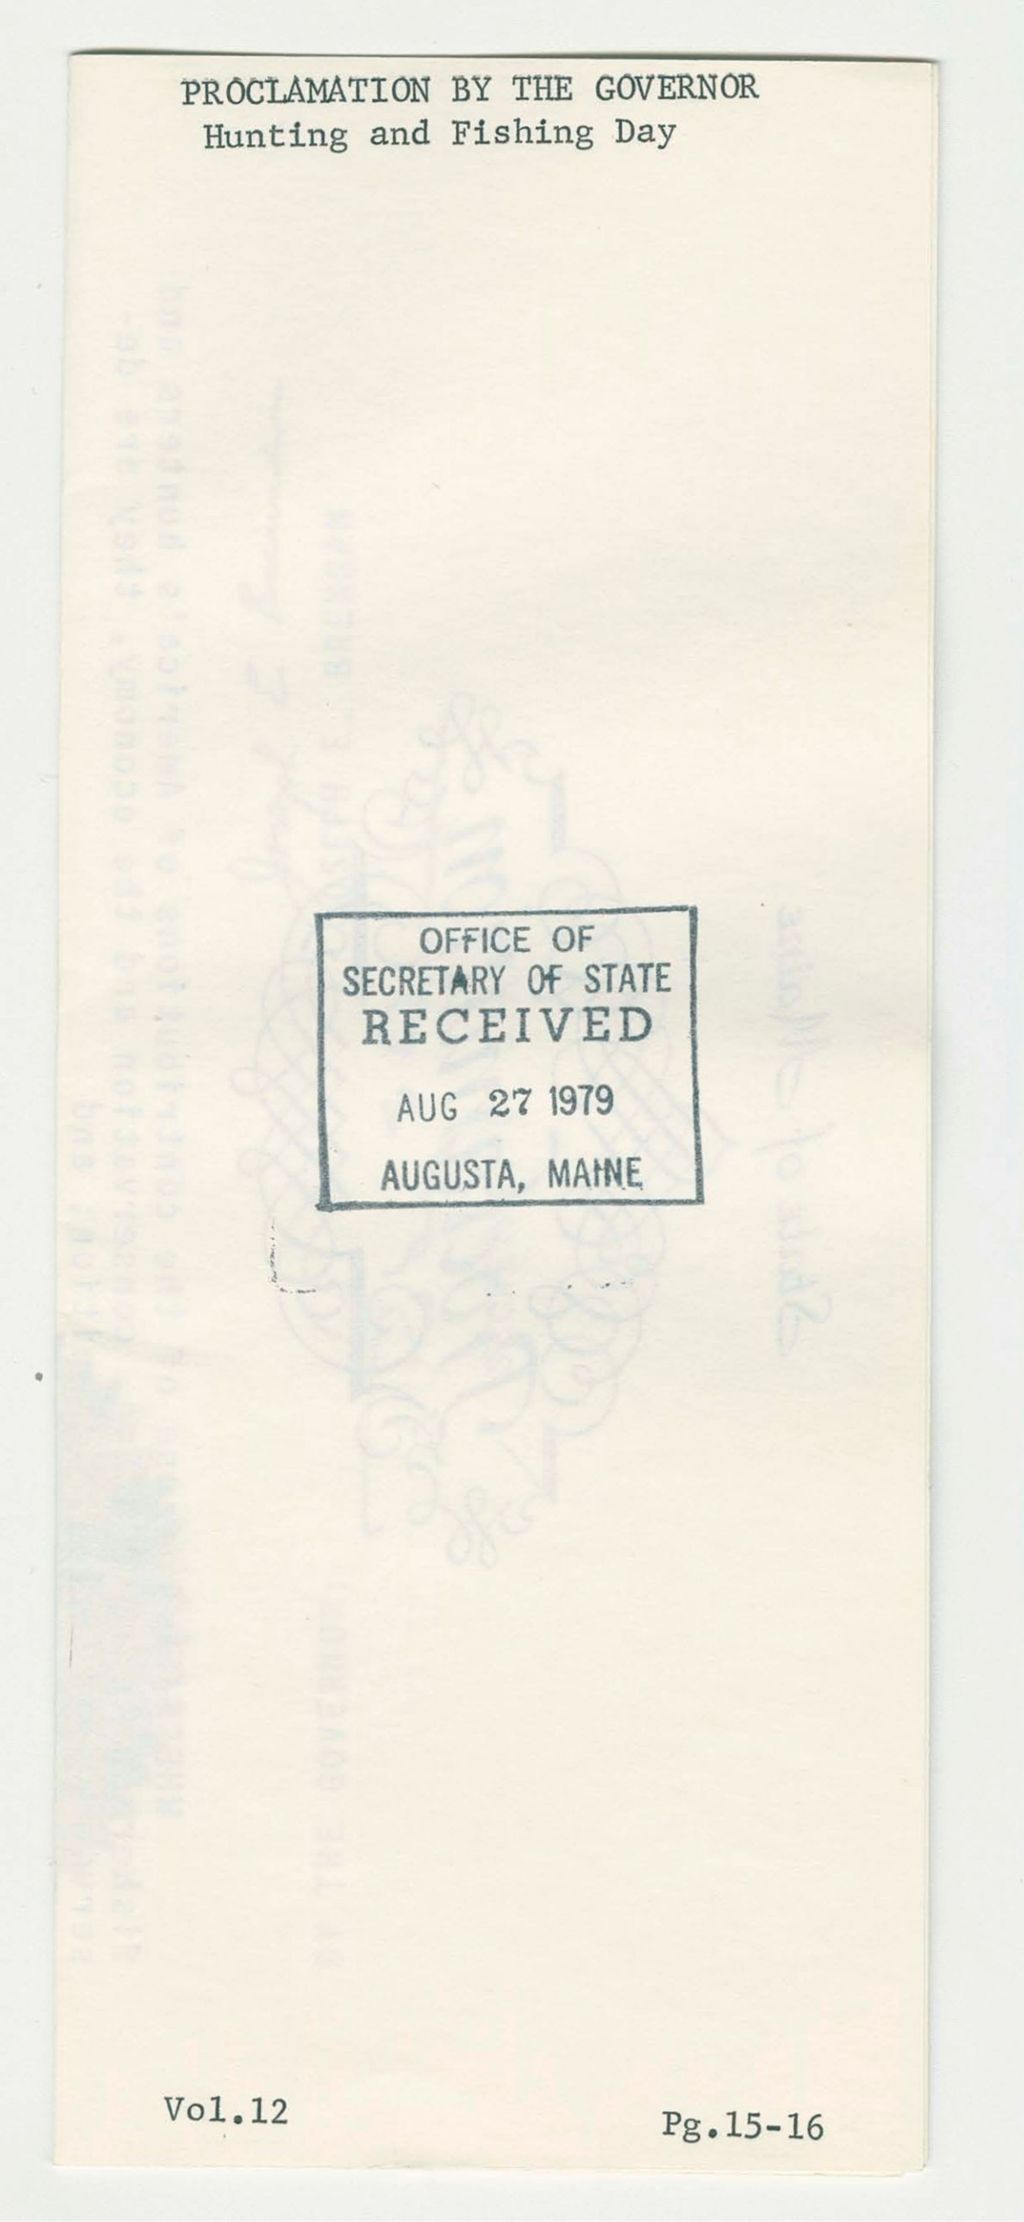 PROCLAMATION BY THE GOVERNOR
Hunting and Fishing Day
OFFICE OF
SECRETARY OF STATE
RECEIVED
AUG 27 1979
AUGUSTA, MAINE
Vol.12
Pg.15-16